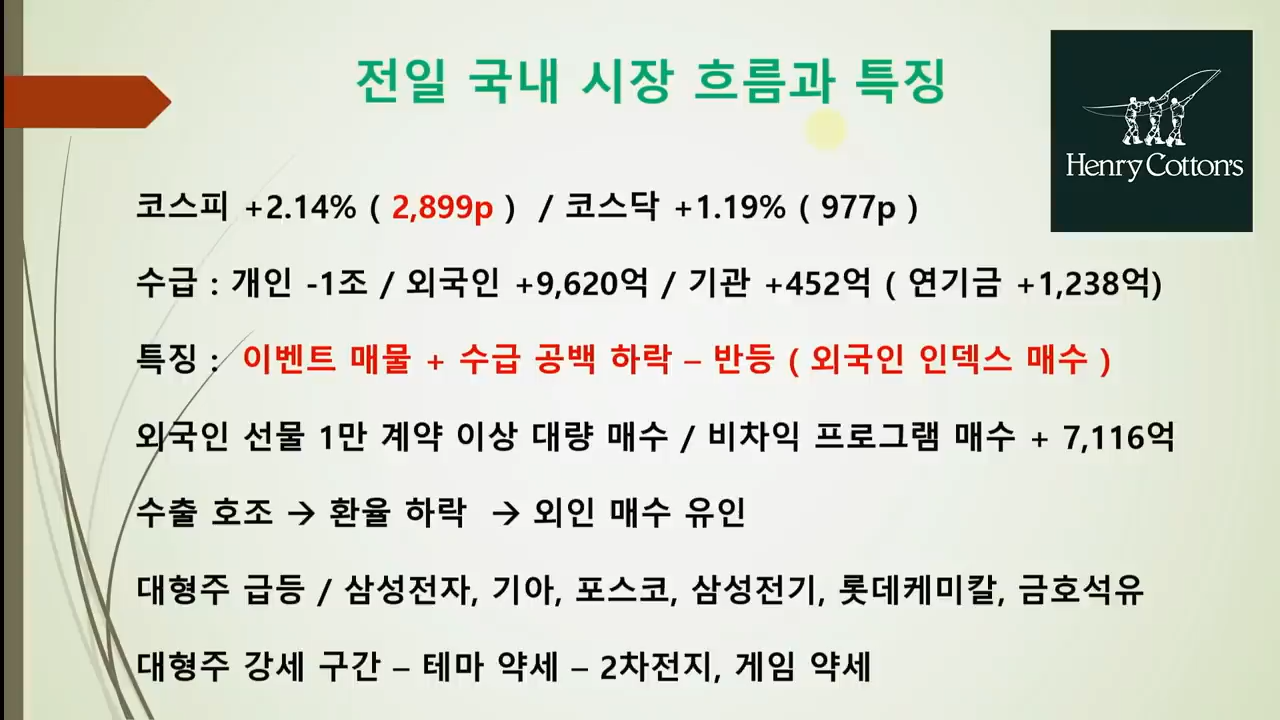 전일 국내 시장 흐름과 특징
Henry Cotton's
코스피 +2.14% ( 2,899p ) / 코스닥 +1.19% ( 977p )
수급 : 개인 -1조 / 외국인 +9,620억 / 기관 +452억 ( 연기금 +1,238억)
특징 : 이벤트 매물 + 수급 공백 하락 – 반등 ( 외국인 인덱스 매수 )
외국인 선물 1만 계약 이상 대량 매수 / 비차익 프로그램 매수 + 7,116억
수출 호조 → 환율 하락 → 외인 매수 유인
대형주 급등 / 삼성전자, 기아, 포스코, 삼성전기, 롯데케미칼, 금호석유
대형주 강세 구간 – 테마 약세 – 2차전지, 게임 약세